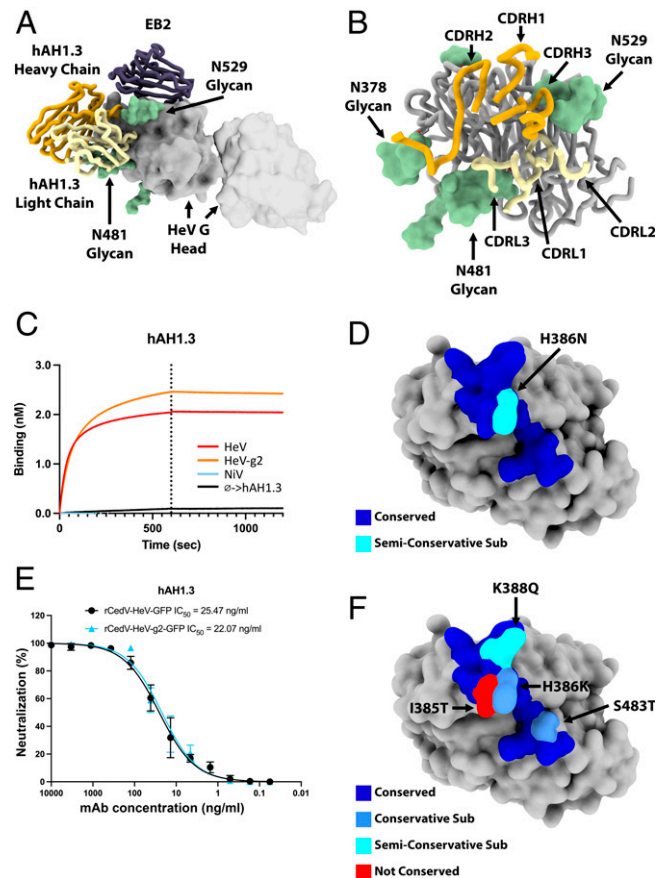 A
hAH1.3
Heavy Chain
EB2
N529
Glycan
hAH1.3
Light Chain
N481
Glycan
HeV G
Head
B
CDRH1
CDRH2
CDRH3
N529
Glycan
N378
Glycan
CDRL3
CDRL1
CDRL2
N481
Glycan
C
hAH1.3
Binding (nM)
3.0
2.0
1.0
0.0
HeV
HeV-g2
NiV
ø->hAH1.3
0
500
1000
Time (sec)
D
H386N
Conserved
Semi-Conservative Sub
E
hAH1.3
rCedV-HeV-GFP IC50 = 25.47 ng/ml
rCedV-HeV-g2-GFP IC50 = 22.07 ng/ml
Neutralization (%)
120
100
80
60
40
20
0
10000 1000 100 10 1 0.1 0.01
mAb concentration (ng/ml)
F
K388Q
H386K
I385T
S483T
Conserved
Conservative Sub
Semi-Conservative Sub
Not Conserved